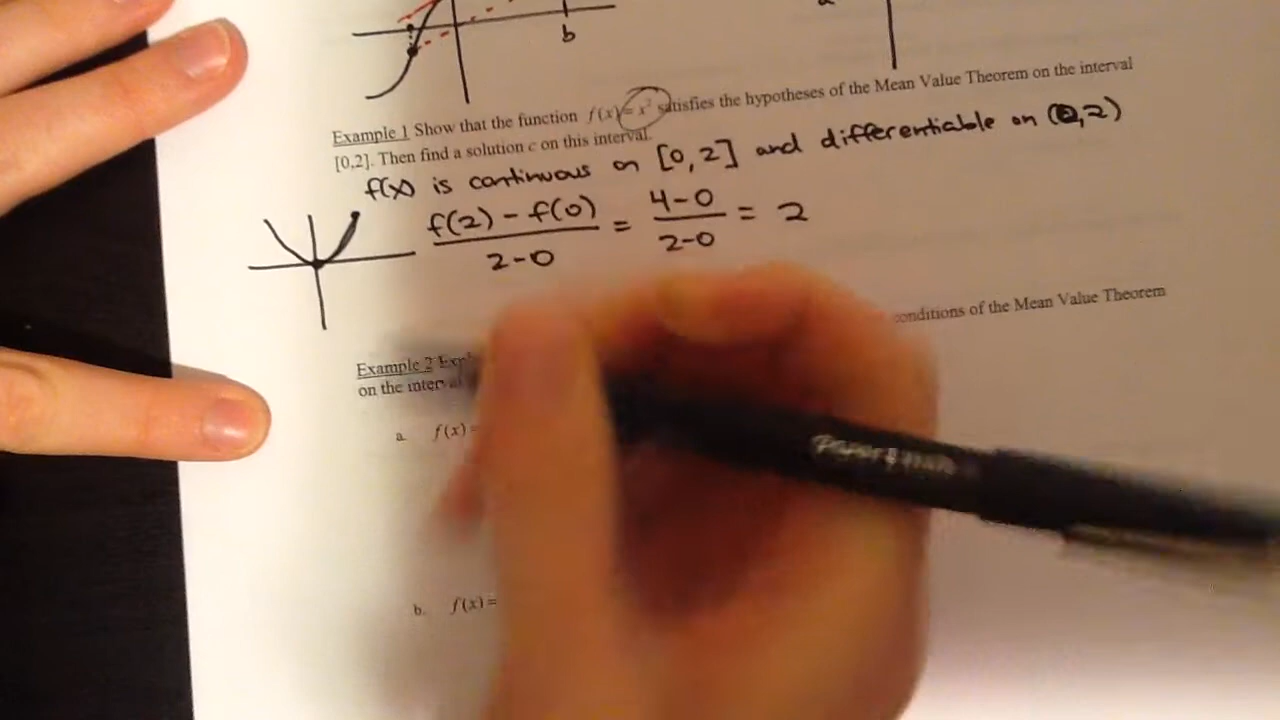 b
a
Example 1 Show that the function f(x)=x² satisfies the hypotheses of the Mean Value Theorem on the interval
[0,2]. Then find a solution c on this interval.
f(x) is continuous on [0,2] and differentiable on (0,2)
f(2)-f(0)/2-0 = 4-0/2-0 = 2
Example 2 conditions of the Mean Value Theorem
on the
a. f(x)=
b. f(x)=